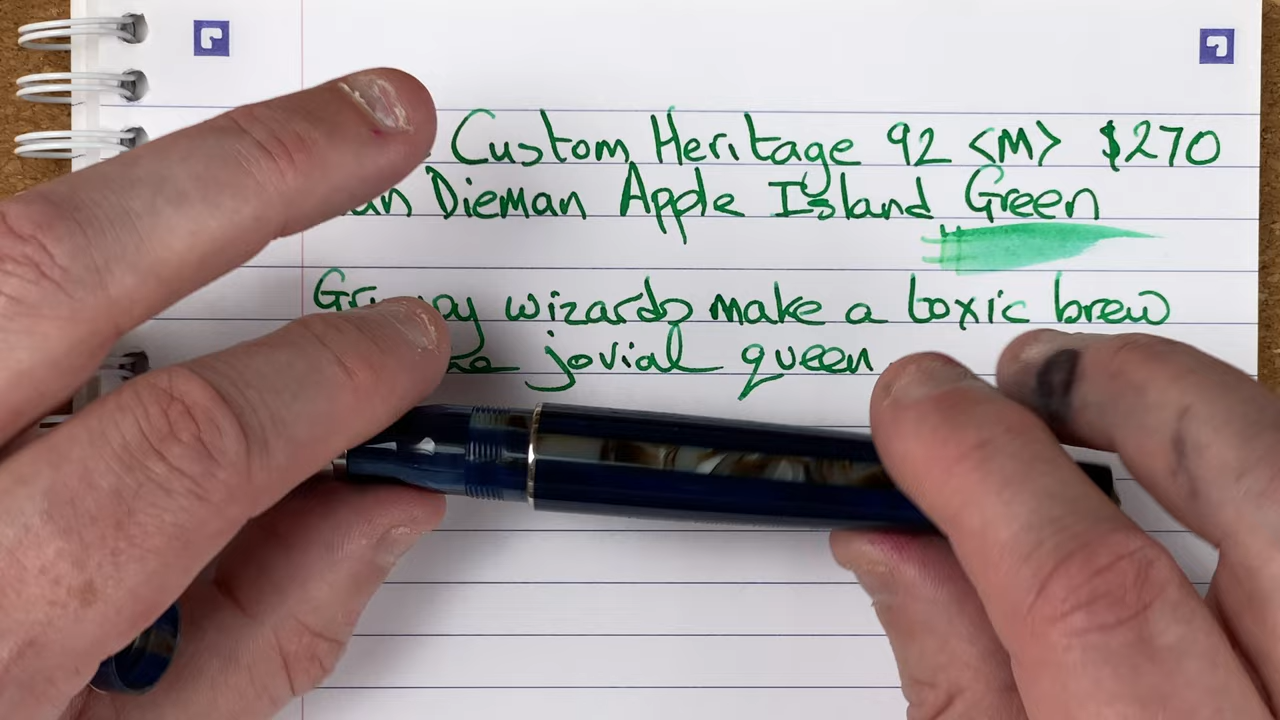 Custom Heritage 92 <M> $270
Dieman Apple Island Green
wizards make a toxic brew
jovial queen